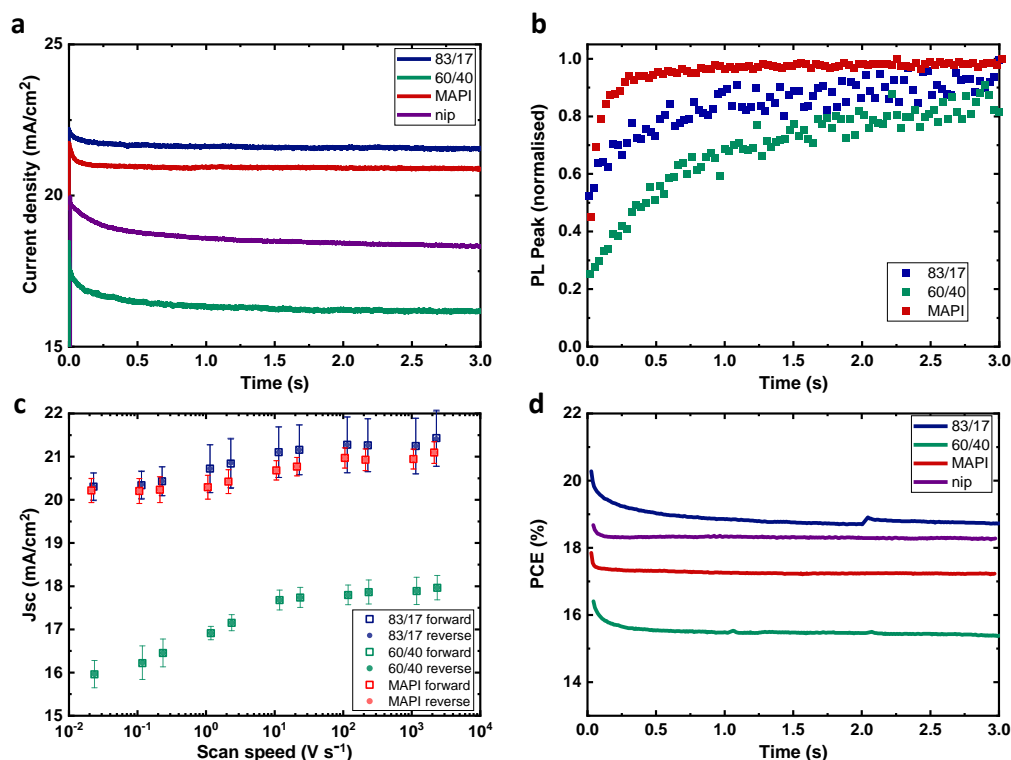 a
Current density (mA/cm2)
25
20
15
0.0 0.5 1.0 1.5 2.0 2.5 3.0
Time (s)
83/17
60/40
MAPI
nip
b
PL Peak (normalised)
1.0
0.8
0.6
0.4
0.2
0.0
0.0 0.5 1.0 1.5 2.0 2.5 3.0
Time (s)
83/17
60/40
MAPI
c
Jsc (mA/cm2)
22
21
20
19
18
17
16
15
10⁻² 10⁻¹ 10⁰ 10¹ 10² 10³ 10⁴
Scan speed (V s⁻¹)
83/17 forward
83/17 reverse
60/40 forward
60/40 reverse
MAPI forward
MAPI reverse
d
PCE (%)
22
20
18
16
14
0.0 0.5 1.0 1.5 2.0 2.5 3.0
Time (s)
83/17
60/40
MAPI
nip